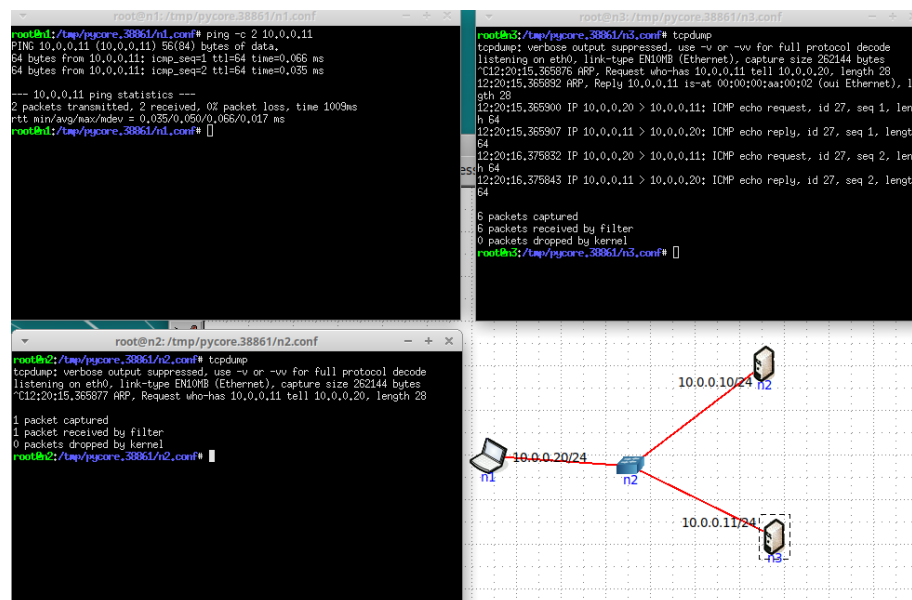 root@n1:/tmp/pycore.38861/n1.conf
root@n1:/tmp/pycore.38861/n1.conf# ping -c 2 10.0.0.11
PING 10.0.0.11 (10.0.0.11) 56(84) bytes of data.
64 bytes from 10.0.0.11: icmp_seq=1 ttl=64 time=0.066 ms
64 bytes from 10.0.0.11: icmp_seq=2 ttl=64 time=0.035 ms
--- 10.0.0.11 ping statistics ---
2 packets transmitted, 2 received, 0% packet loss, time 1009ms
rtt min/avg/max/mdev = 0.035/0.050/0.066/0.017 ms
root@n1:/tmp/pycore.38861/n1.conf#
root@n3:/tmp/pycore.38861/n3.conf
root@n3:/tmp/pycore.38861/n3.conf# tcpdump
tcpdump: verbose output suppressed, use -v or -vv for full protocol decode
listening on eth0, link-type EN10MB (Ethernet), capture size 262144 bytes
^C12:20:15.365876 ARP, Request who-has 10.0.0.11 tell 10.0.0.20, length 28
12:20:15.365892 ARP, Reply 10.0.0.11 is-at 00:00:00:aa:00:02 (oui Ethernet), l
gth 28
12:20:15.365900 IP 10.0.0.20 > 10.0.0.11: ICMP echo request, id 27, seq 1, len
h 64
12:20:15.365907 IP 10.0.0.11 > 10.0.0.20: ICMP echo reply, id 27, seq 1, lengt
64
12:20:16.375832 IP 10.0.0.20 > 10.0.0.11: ICMP echo request, id 27, seq 2, len
h 64
12:20:16.375843 IP 10.0.0.11 > 10.0.0.20: ICMP echo reply, id 27, seq 2, lengt
64
6 packets captured
6 packets received by filter
0 packets dropped by kernel
root@n3:/tmp/pycore.38861/n3.conf#
root@n2:/tmp/pycore.38861/n2.conf
root@n2:/tmp/pycore.38861/n2.conf# tcpdump
tcpdump: verbose output suppressed, use -v or -vv for full protocol decode
listening on eth0, link-type EN10MB (Ethernet), capture size 262144 bytes
^C12:20:15.365877 ARP, Request who-has 10.0.0.11 tell 10.0.0.20, length 28
1 packet captured
1 packet received by filter
0 packets dropped by kernel
root@n2:/tmp/pycore.38861/n2.conf#
10.0.0.10/24
n2
10.0.0.20/24
n1
n2
10.0.0.11/24
n3